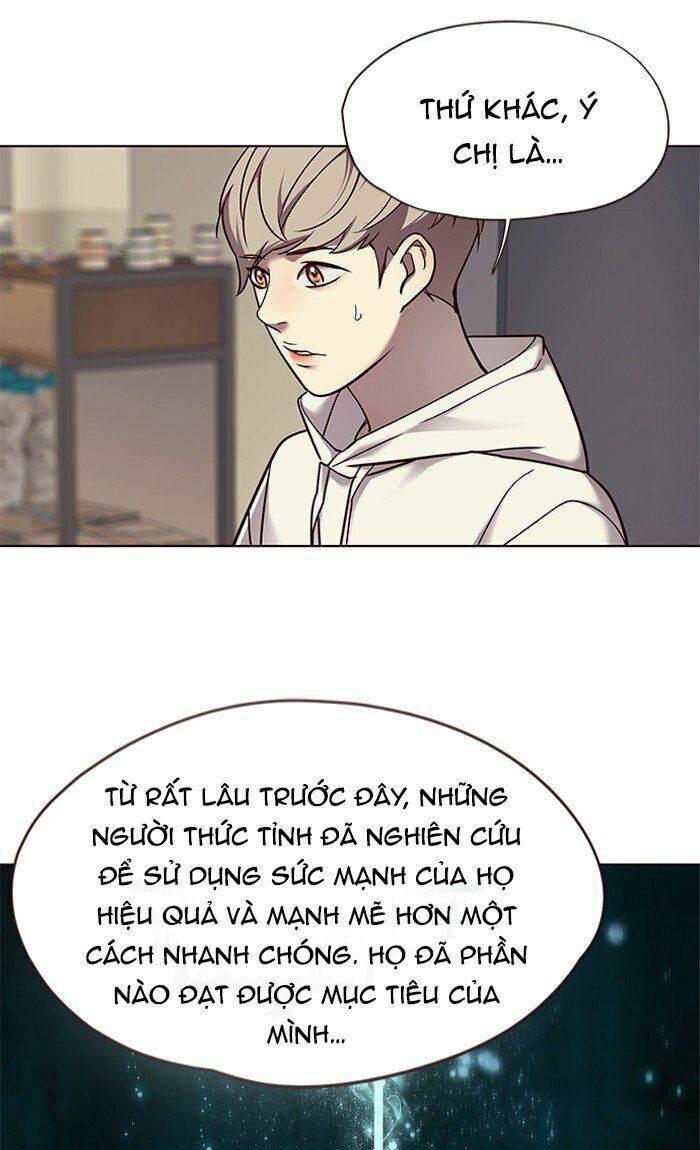 THỨ KHÁC, Ý
CHỊ LÀ...
TỪ RẤT LÂU TRƯỚC ĐÂY, NHỮNG
NGƯỜI THỨC TỈNH ĐÃ NGHIÊN CỨU
ĐỂ SỬ DỤNG SỨC MẠNH CỦA HỌ
HIỆU QUẢ VÀ MẠNH MẼ HƠN MỘT
CÁCH NHANH CHÓNG. HỌ ĐÃ PHẦN
NÀO ĐẠT ĐƯỢC MỤC TIÊU CỦA
MÌNH...